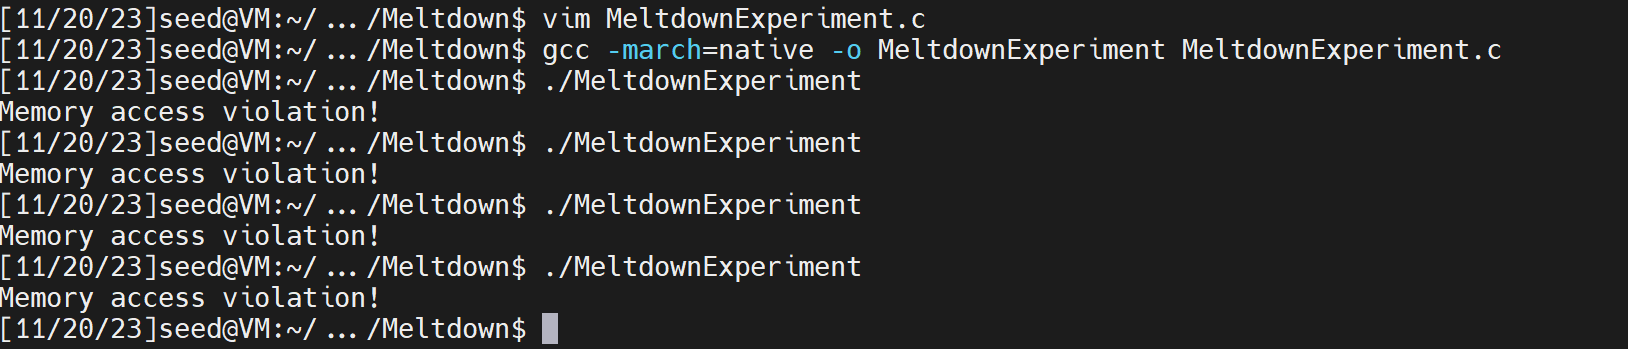 [11/20/23]seed@VM:~/.../Meltdown$ vim MeltdownExperiment.c
[11/20/23]seed@VM:~/.../Meltdown$ gcc -march=native -o MeltdownExperiment MeltdownExperiment.c
[11/20/23]seed@VM:~/.../Meltdown$ ./MeltdownExperiment
Memory access violation!
[11/20/23]seed@VM:~/.../Meltdown$ ./MeltdownExperiment
Memory access violation!
[11/20/23]seed@VM:~/.../Meltdown$ ./MeltdownExperiment
Memory access violation!
[11/20/23]seed@VM:~/.../Meltdown$ ./MeltdownExperiment
Memory access violation!
[11/20/23]seed@VM:~/.../Meltdown$